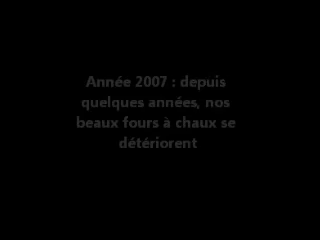 Année 2007 : depuis
quelques années, nos
beaux fours à chaux se
détériorent